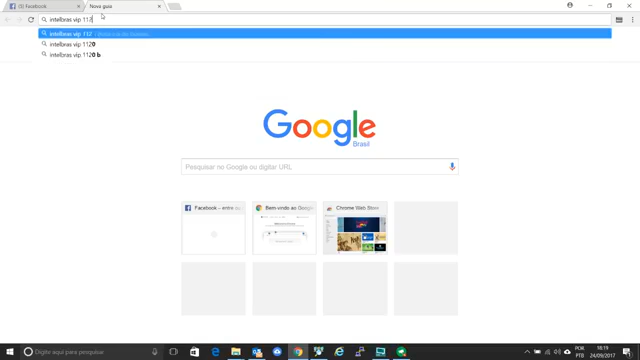 (5) Facebook
Nova guia
intelbras vip 112
intelbras vip 112
intelbras vip 1120
intelbras vip 1120 b
Google
Brasil
Pesquisar no Google ou digitar URL
Facebook – entre ou
Bem-vindo ao Google
Chrome Web Store
Digite aqui para pesquisar
POR
PTB
18:19
24/09/2017